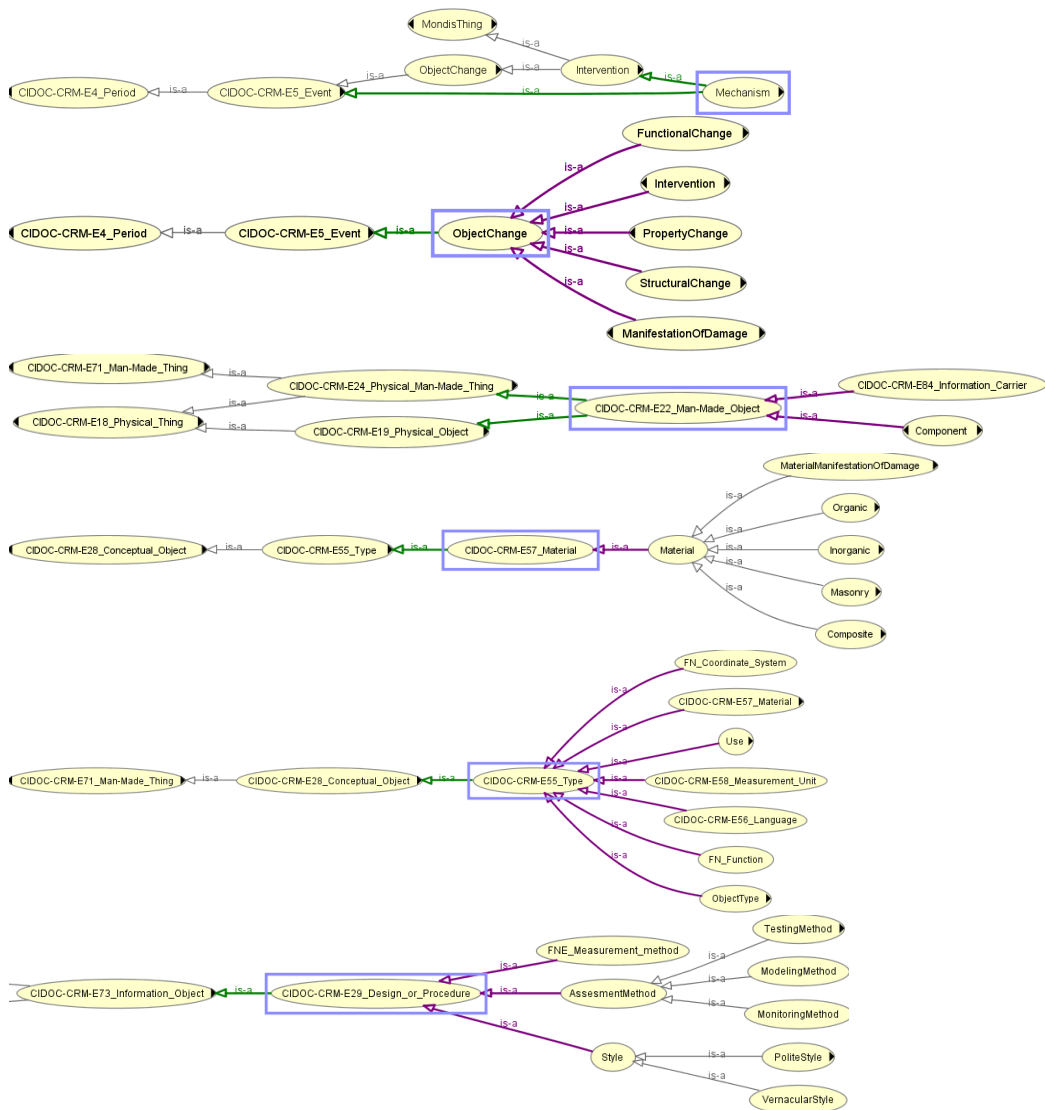 MondisThing
is-a
ObjectChange
is-a
is-a
Intervention
is-a
CIDOC-CRM-E4_Period
is-a
CIDOC-CRM-E5_Event
is-a
Mechanism
FunctionalChange
is-a
Intervention
is-a
CIDOC-CRM-E4_Period
is-a
CIDOC-CRM-E5_Event
is-a
ObjectChange
is-a
PropertyChange
is-a
StructuralChange
is-a
ManifestationOfDamage
CIDOC-CRM-E71_Man-Made_Thing
is-a
CIDOC-CRM-E24_Physical_Man-Made_Thing
is-a
is-a
CIDOC-CRM-E84_Information_Carrier
CIDOC-CRM-E18_Physical_Thing
is-a
is-a
CIDOC-CRM-E19_Physical_Object
is-a
CIDOC-CRM-E22_Man-Made_Object
is-a
Component
MaterialManifestationOfDamage
is-a
Organic
is-a
CIDOC-CRM-E28_Conceptual_Object
is-a
CIDOC-CRM-E55_Type
is-a
CIDOC-CRM-E57_Material
is-a
Material
is-a
Inorganic
is-a
Masonry
is-a
Composite
FN_Coordinate_System
is-a
CIDOC-CRM-E57_Material
is-a
Use
is-a
CIDOC-CRM-E71_Man-Made_Thing
is-a
CIDOC-CRM-E28_Conceptual_Object
is-a
CIDOC-CRM-E55_Type
is-a
CIDOC-CRM-E58_Measurement_Unit
is-a
CIDOC-CRM-E56_Language
is-a
FN_Function
is-a
ObjectType
TestingMethod
is-a
FNE_Measurement_method
is-a
ModelingMethod
is-a
CIDOC-CRM-E73_Information_Object
is-a
CIDOC-CRM-E29_Design_or_Procedure
is-a
AssesmentMethod
is-a
MonitoringMethod
is-a
Style
is-a
PoliteStyle
is-a
VernacularStyle